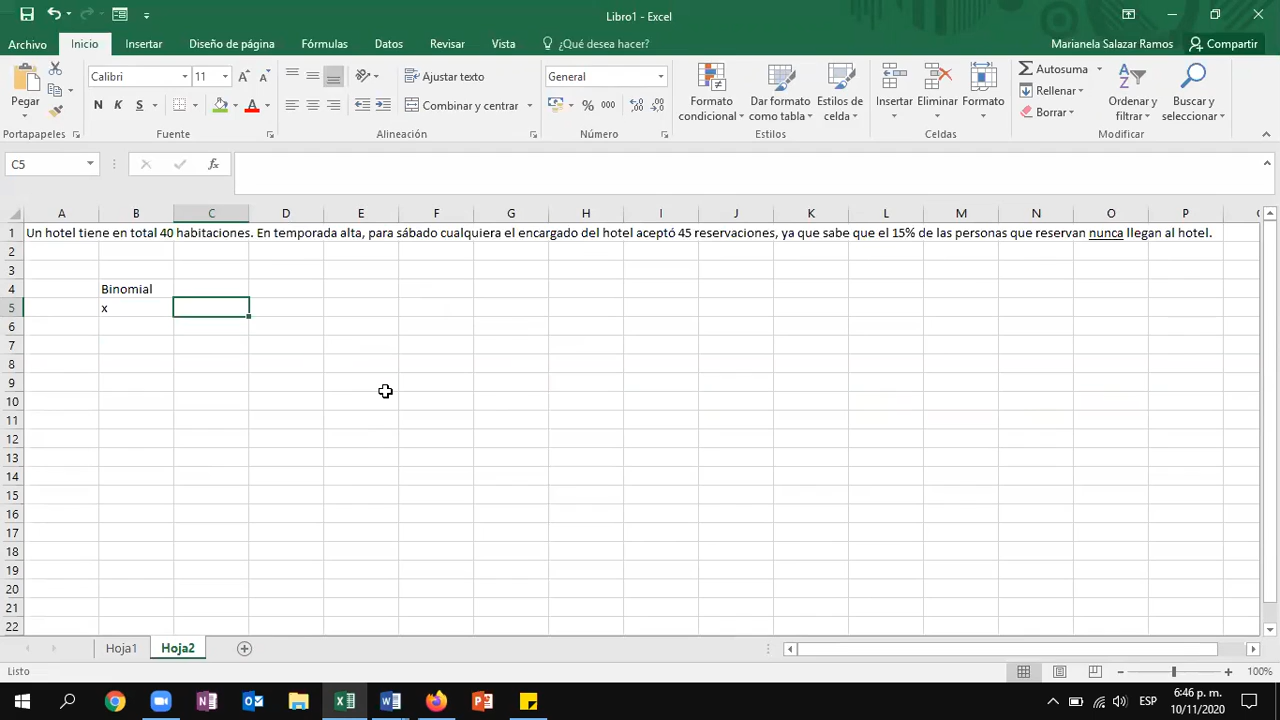 Libro1 - Excel
Archivo Inicio Insertar Diseño de página Fórmulas Datos Revisar Vista ¿Qué desea hacer? Marianela Salazar Ramos Compartir
Calibri 11 Ajustar texto General Autosuma
Rellenar
Pegar N K S A Combinar y centrar % 000 Formato condicional Dar formato como tabla Estilos de celda Insertar Eliminar Formato Borrar Ordenar y filtrar Buscar y seleccionar
Portapapeles Fuente Alineación Número Estilos Celdas Modificar
C5 fx
A B C D E F G H I J K L M N O P
1 Un hotel tiene en total 40 habitaciones. En temporada alta, para sábado cualquiera el encargado del hotel aceptó 45 reservaciones, ya que sabe que el 15% de las personas que reservan nunca llegan al hotel.
2
3
4 Binomial
5 x
6
7
8
9
10
11
12
13
14
15
16
17
18
19
20
21
22
Hoja1 Hoja2
Listo 100%
ESP 6:46 p. m.
10/11/2020